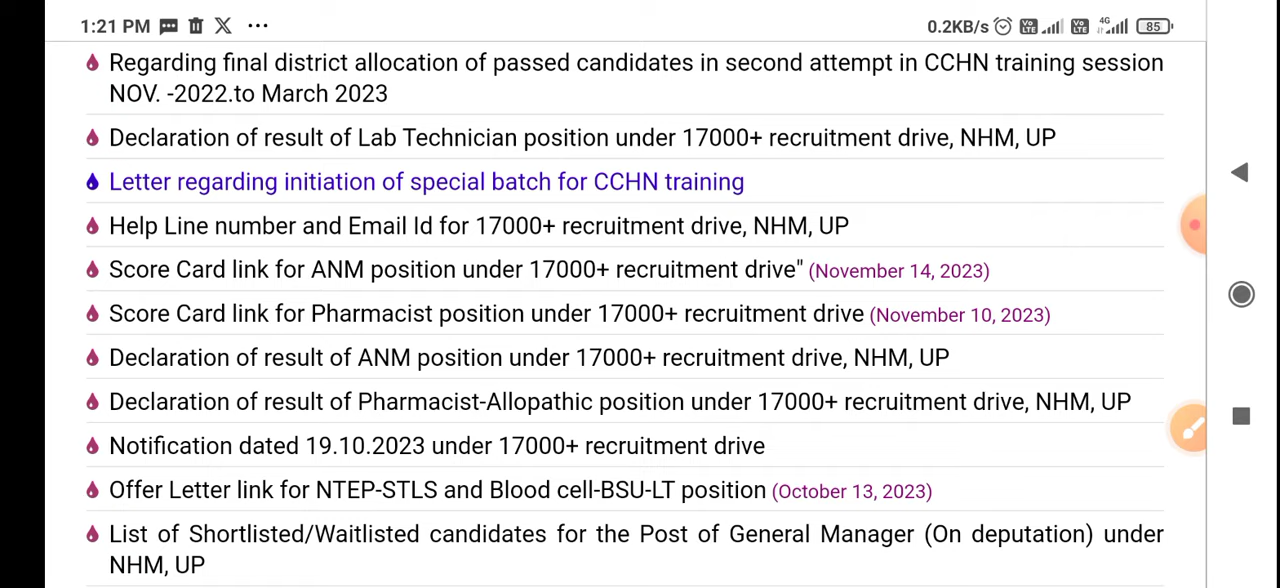 1:21 PM ... 0.2KB/s Vo LTE Vo LTE 4G 85
Regarding final district allocation of passed candidates in second attempt in CCHN training session
NOV. -2022.to March 2023
Declaration of result of Lab Technician position under 17000+ recruitment drive, NHM, UP
Letter regarding initiation of special batch for CCHN training
Help Line number and Email Id for 17000+ recruitment drive, NHM, UP
Score Card link for ANM position under 17000+ recruitment drive" (November 14, 2023)
Score Card link for Pharmacist position under 17000+ recruitment drive (November 10, 2023)
Declaration of result of ANM position under 17000+ recruitment drive, NHM, UP
Declaration of result of Pharmacist-Allopathic position under 17000+ recruitment drive, NHM, UP
Notification dated 19.10.2023 under 17000+ recruitment drive
Offer Letter link for NTEP-STLS and Blood cell-BSU-LT position (October 13, 2023)
List of Shortlisted/Waitlisted candidates for the Post of General Manager (On deputation) under
NHM, UP